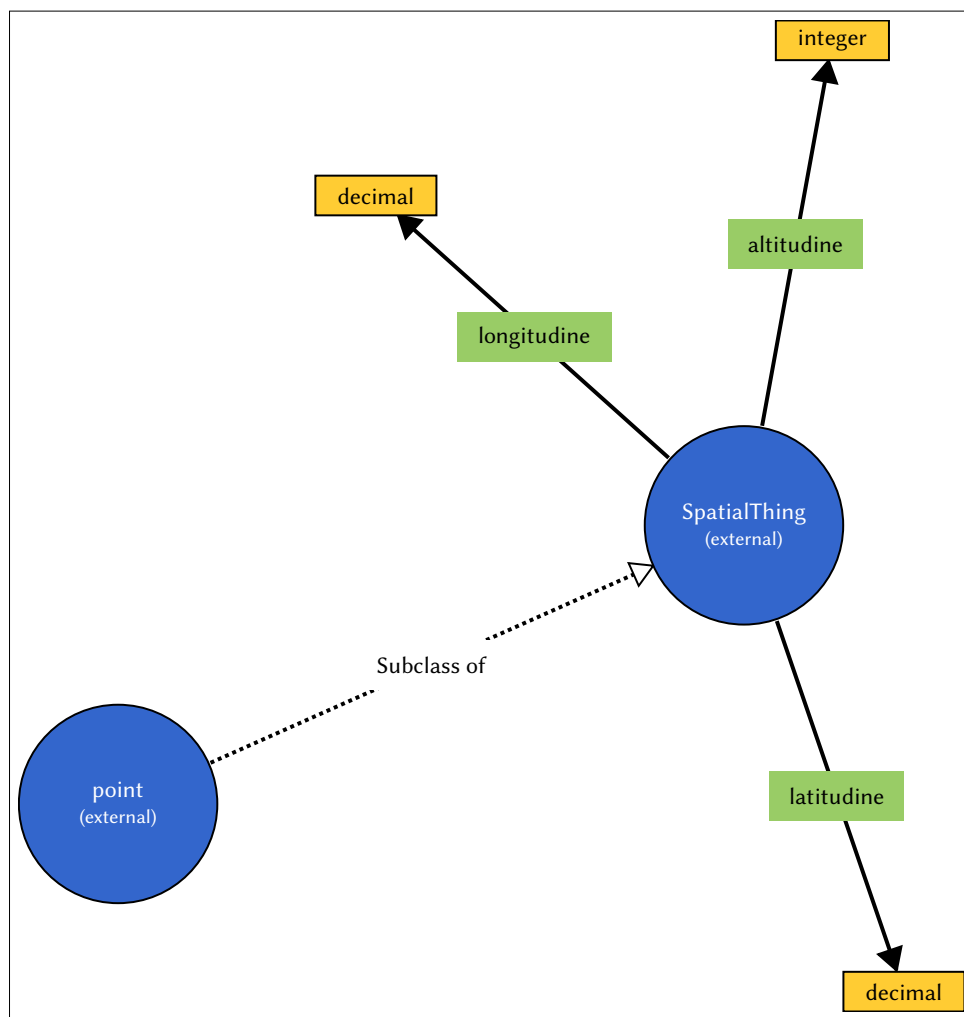 integer
decimal
altitudine
longitudine
SpatialThing
(external)
Subclass of
point
(external)
latitudine
decimal